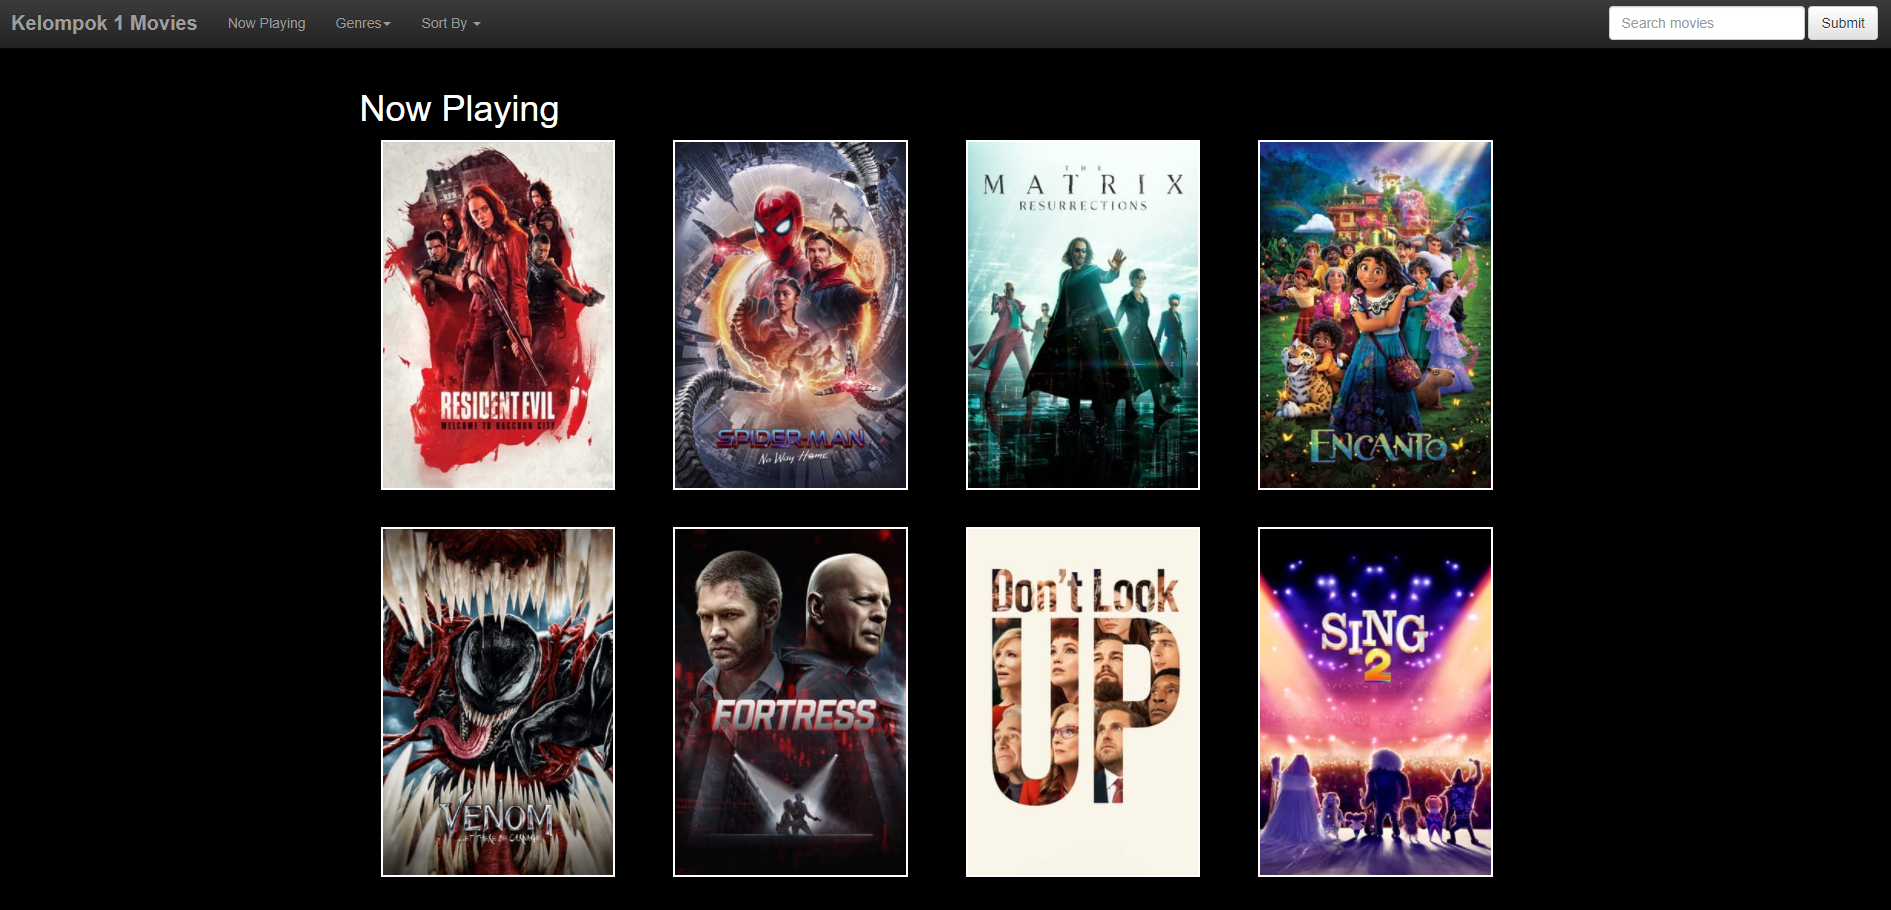 Kelompok 1 Movies
Now Playing
Genres
Sort By
Search movies
Submit
Now Playing
RESIDENT EVIL
WELCOME TO RACCOON CITY
SPIDER-MAN
No Way Home
THE
MATRIX
RESURRECTIONS
ENCANTO
VENOM
LET THERE BE CARNAGE
FORTRESS
Don't Look
UP
SING
2